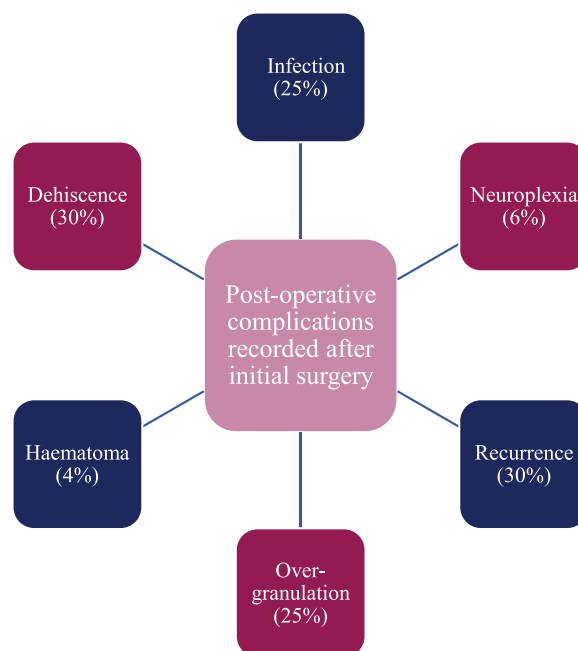 Infection
(25%)
Dehiscence
(30%)
Neuroplexia
(6%)
Post-operative
complications
recorded after
initial surgery
Haematoma
(4%)
Recurrence
(30%)
Over-
granulation
(25%)